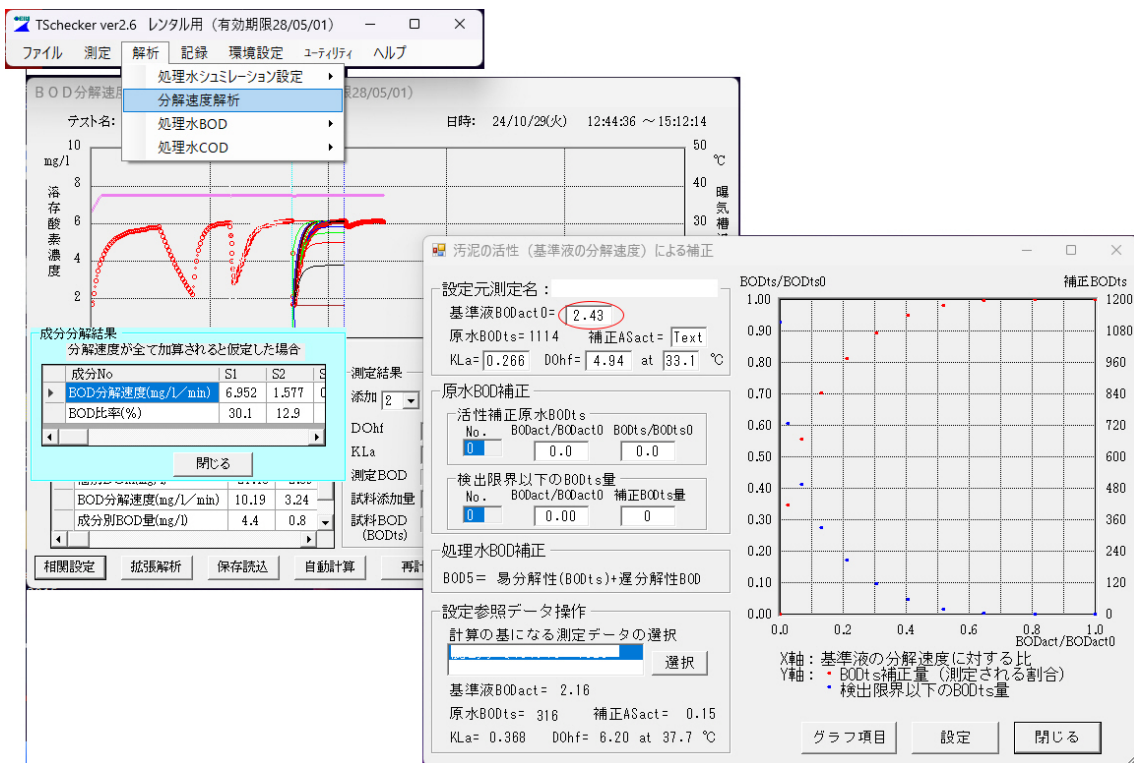 TSchecker ver2.6 レンタル用（有効期限28/05/01）
ファイル 測定 解析 記録 環境設定 ユーティリティ ヘルプ
処理水シュミレーション設定
分解速度解析
処理水BOD
処理水COD
ＢＯＤ分解速 限28/05/01）
テスト名: 日時: 24/10/29(火) 12:44:36 ～ 15:12:14
10 50
mg/l ℃
8 40
6 30
4
2
溶存酸素濃度
曝気槽
成分分解結果
分解速度が全て加算されると仮定した場合
成分No S1 S2 S
BOD分解速度(mg/l/min) 6.952 1.577
BOD比率(%) 30.1 12.9
閉じる
BOD分解速度(mg/l/min) 10.19 3.24
成分別BOD量(mg/l) 4.4 0.8
測定結果
添加 2
DOhf
KLa
測定BOD
試料添加量
試料BOD
(BODts)
相関設定 拡張解析 保存読込 自動計算 再計
汚泥の活性（基準液の分解速度）による補正
設定元測定名：
基準液BODact0= 2.43
原水BODts= 1114 補正ASact= Text
KLa= 0.266 DOhf= 4.94 at 33.1 ℃
原水BOD補正
活性補正原水BODts
No. BODact/BODact0 BODts/BODts0
0 0.0 0.0
検出限界以下のBODts量
No. BODact/BODact0 補正BODts量
0 0.00 0
処理水BOD補正
BOD5＝ 易分解性(BODts)+遅分解性BOD
設定参照データ操作
計算の基になる測定データの選択
選択
基準液BODact= 2.16
原水BODts= 316 補正ASact= 0.15
KLa= 0.368 DOhf= 6.20 at 37.7 ℃
BODts/BODts0 補正BODts
1.00 1200
0.90 1080
0.80 960
0.70 840
0.60 720
0.50 600
0.40 480
0.30 360
0.20 240
0.10 120
0.00 0
0.0 0.2 0.4 0.6 0.8 1.0
BODact/BODact0
X軸：基準液の分解速度に対する比
Y軸： ・BODts補正量（測定される割合）
・検出限界以下のBODts量
グラフ項目 設定 閉じる